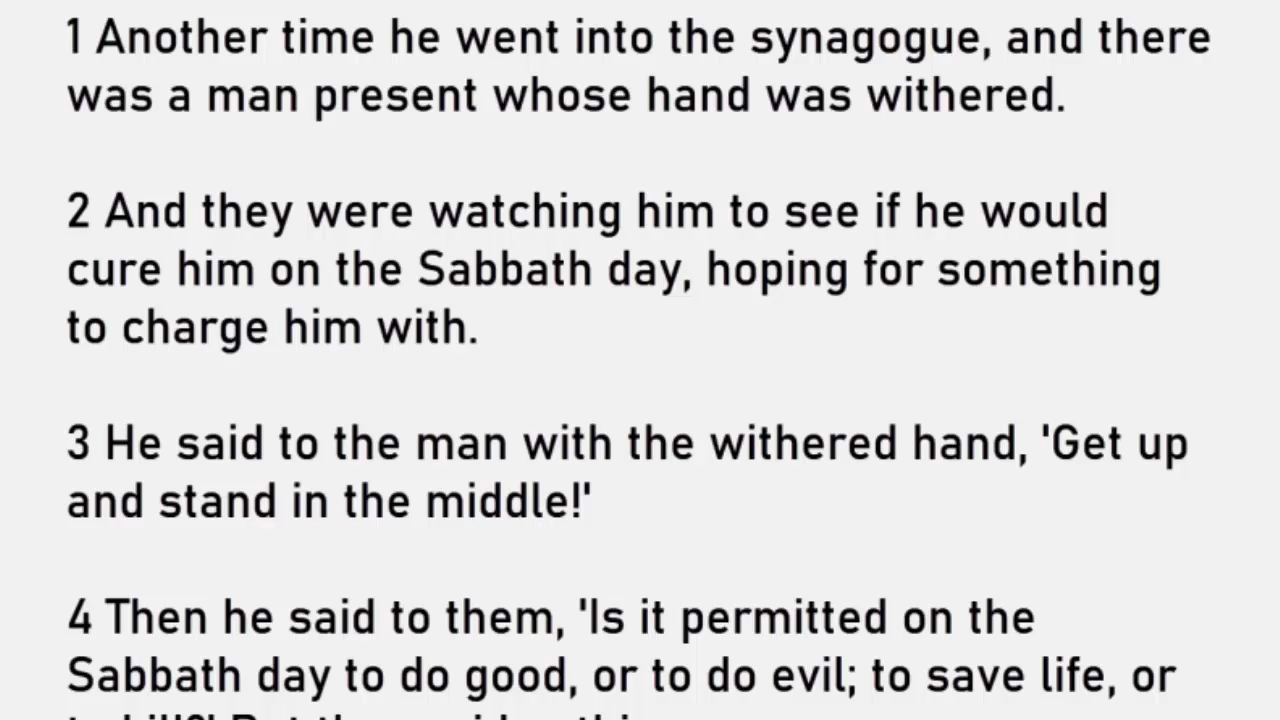 1 Another time he went into the synagogue, and there
was a man present whose hand was withered.
2 And they were watching him to see if he would
cure him on the Sabbath day, hoping for something
to charge him with.
3 He said to the man with the withered hand, 'Get up
and stand in the middle!'
4 Then he said to them, 'Is it permitted on the
Sabbath day to do good, or to do evil; to save life, or